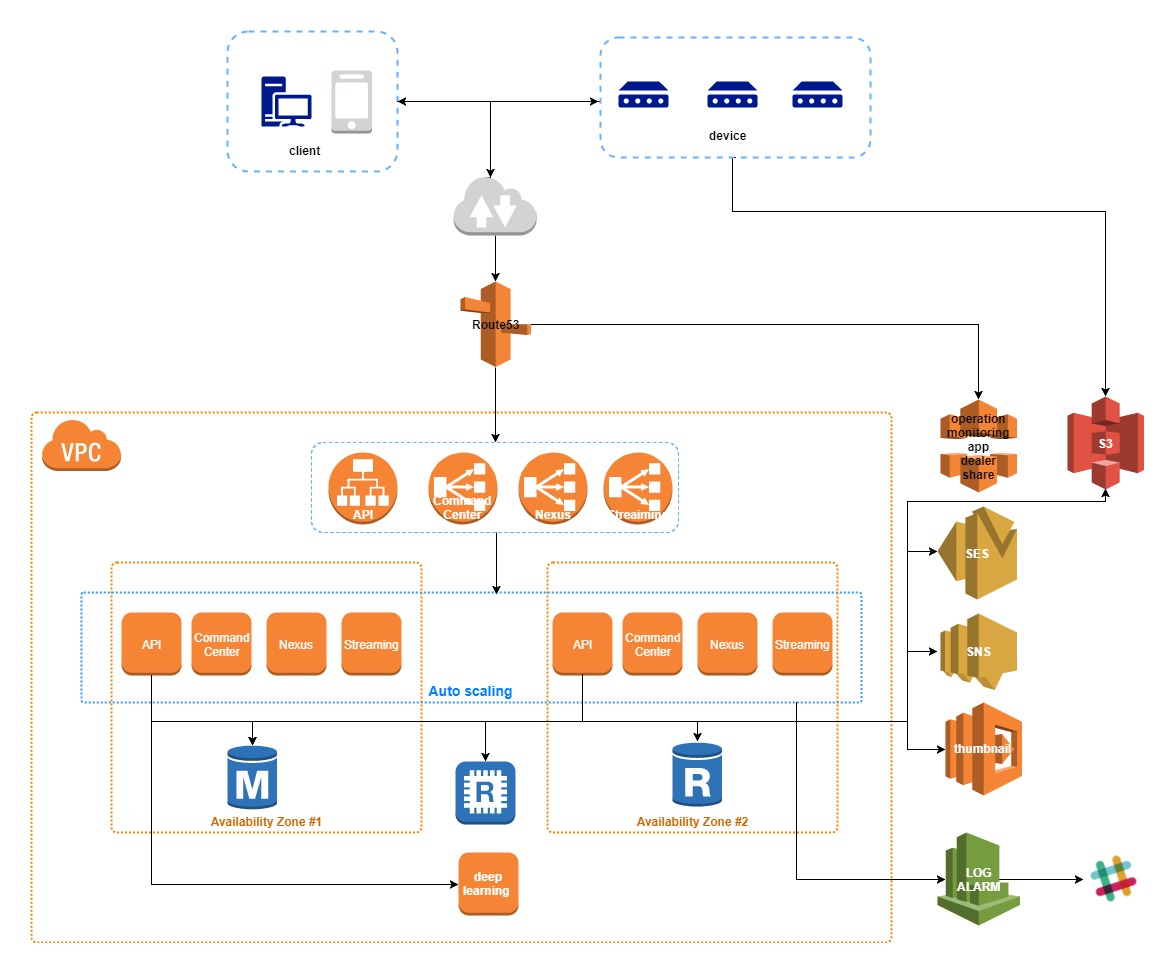 client
device
Route53
operation
monitoring
app
dealer
share
S3
VPC
API
Command
Center
Nexus
Streaiming
SES
API
Command
Center
Nexus
Streaming
API
Command
Center
Nexus
Streaming
SNS
Auto scaling
thumbnail
M
R
R
Availability Zone #1
Availability Zone #2
deep
learning
LOG
ALARM